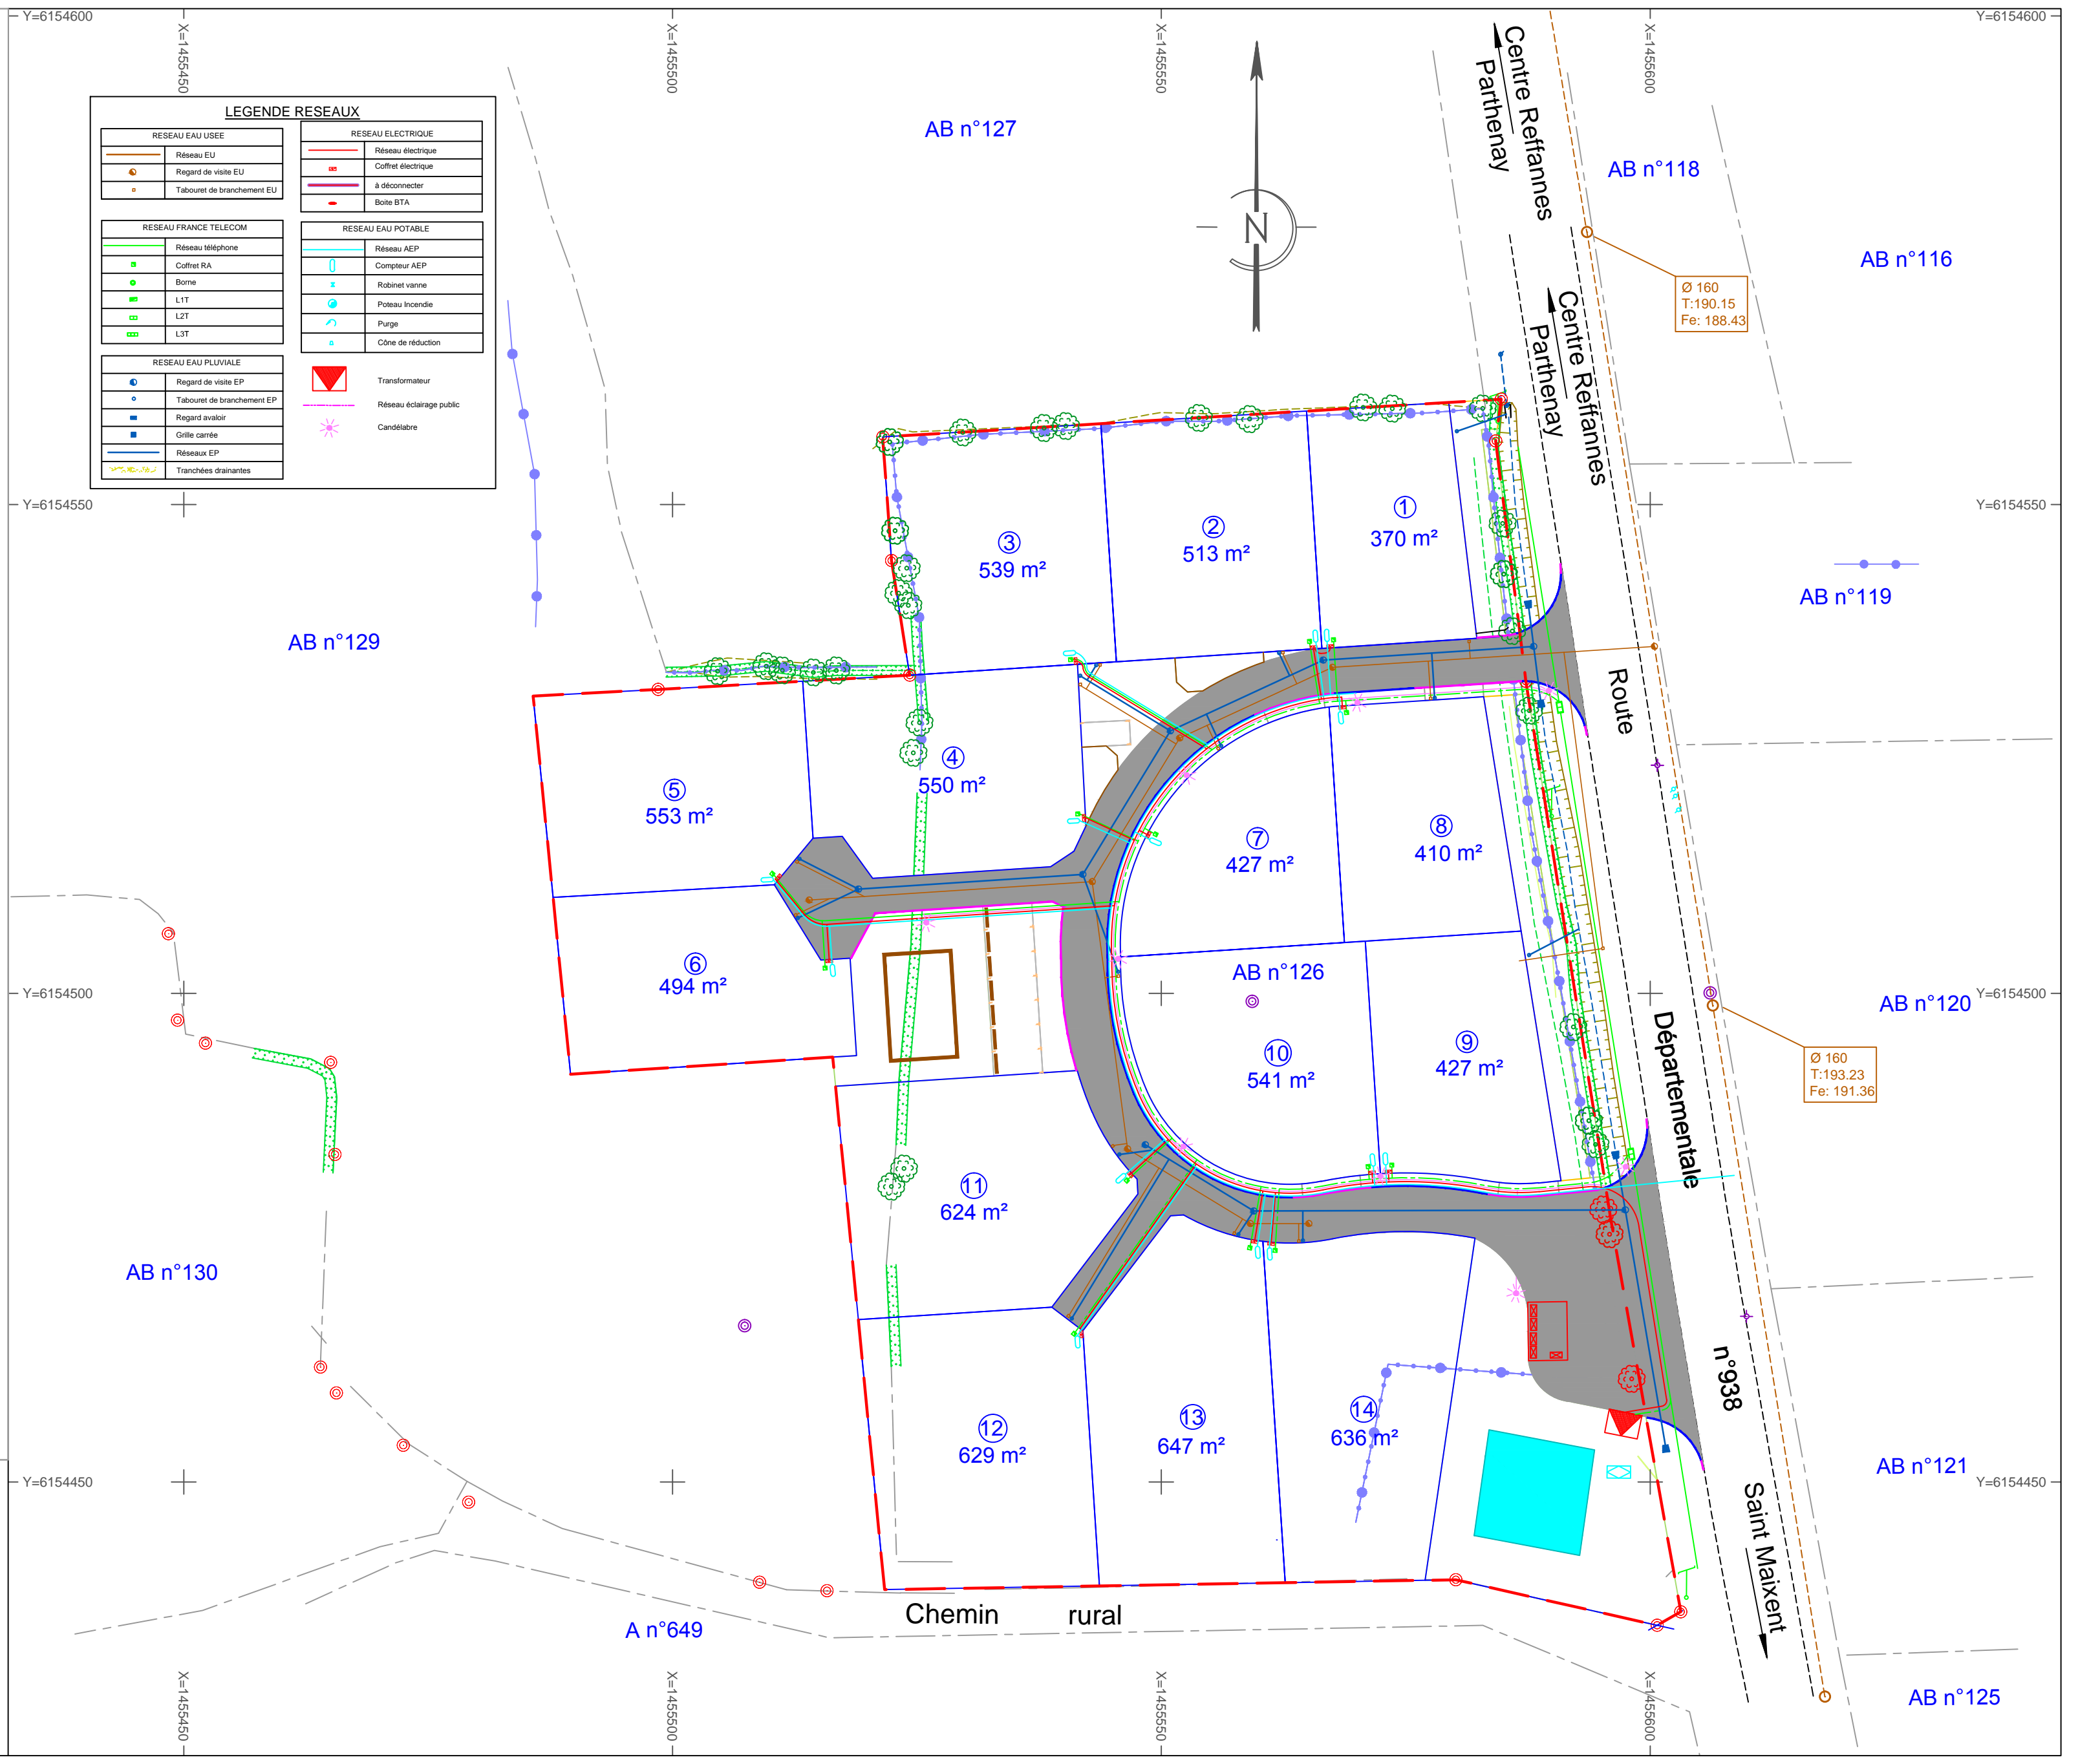 Y=6154600
X=1455450
X=1455500
X=1455550
X=1455600
Y=6154600
LEGENDE RESEAUX
RESEAU EAU USEE
Réseau EU
Regard de visite EU
Tabouret de branchement EU
RESEAU FRANCE TELECOM
Réseau téléphone
Coffret RA
Borne
L1T
L2T
L3T
RESEAU EAU PLUVIALE
Regard de visite EP
Tabouret de branchement EP
Regard avaloir
Grille carrée
Réseaux EP
Tranchées drainantes
RESEAU ELECTRIQUE
Réseau électrique
Coffret électrique
à déconnecter
Boite BTA
RESEAU EAU POTABLE
Réseau AEP
Compteur AEP
Robinet vanne
Poteau Incendie
Purge
Cône de réduction
Transformateur
Réseau éclairage public
Candélabre
AB n°127
N
Centre Reffannes
Parthenay
AB n°118
AB n°116
Ø 160
T:190.15
Fe: 188.43
Centre Reffannes
Parthenay
Y=6154550
Y=6154550
1
370 m²
2
513 m²
3
539 m²
AB n°119
AB n°129
Route
4
550 m²
5
553 m²
7
427 m²
8
410 m²
6
494 m²
AB n°126
Y=6154500
Y=6154500
AB n°120
Départementale
10
541 m²
9
427 m²
Ø 160
T:193.23
Fe: 191.36
11
624 m²
AB n°130
n°938
12
629 m²
13
647 m²
14
636 m²
AB n°121
Y=6154450
Y=6154450
Saint Maixent
Chemin rural
A n°649
AB n°125
X=1455450
X=1455500
X=1455550
X=1455600